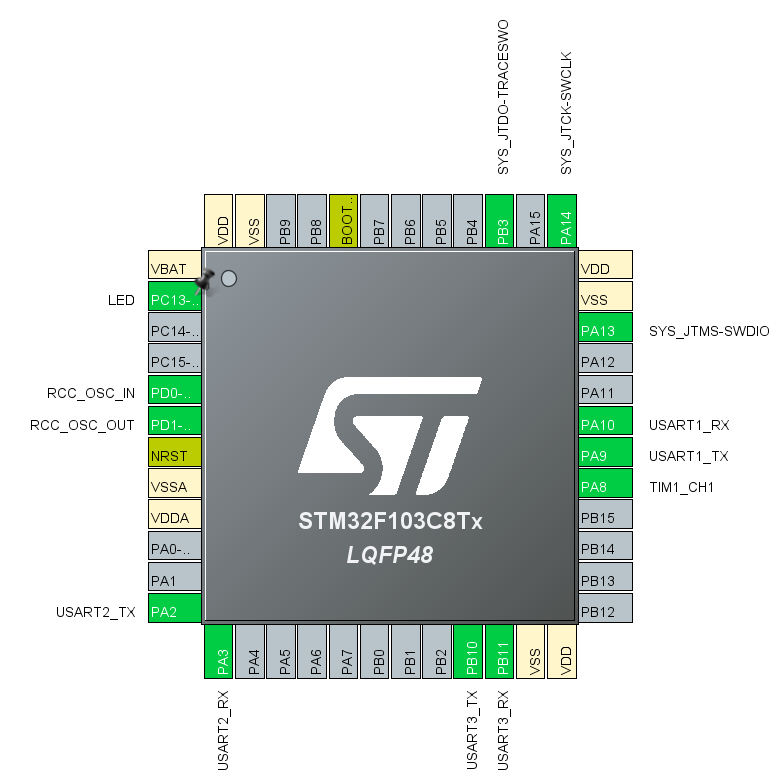 SYS_JTDO-TRACESWO
SYS_JTCK-SWCLK
VDD
VSS
PB9
PB8
BOOT..
PB7
PB6
PB5
PB4
PB3
PA15
PA14
VBAT
LED
PC13-..
PC14-..
PC15-..
RCC_OSC_IN
PD0-..
RCC_OSC_OUT
PD1-..
NRST
VSSA
VDDA
PA0-..
PA1
USART2_TX
PA2
VDD
VSS
PA13
SYS_JTMS-SWDIO
PA12
PA11
PA10
USART1_RX
PA9
USART1_TX
PA8
TIM1_CH1
PB15
PB14
PB13
PB12
ST
STM32F103C8Tx
LQFP48
PA3
PA4
PA5
PA6
PA7
PB0
PB1
PB2
PB10
PB11
VSS
VDD
USART2_RX
USART3_TX
USART3_RX